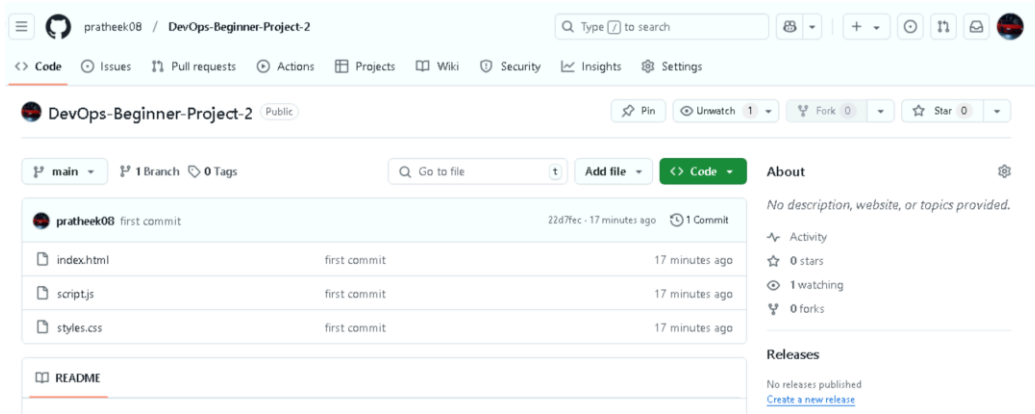 pratheek08 / DevOps-Beginner-Project-2 Type / to search
Code Issues Pull requests Actions Projects Wiki Security Insights Settings
DevOps-Beginner-Project-2 Public Pin Unwatch 1 Fork 0 Star 0
main 1 Branch 0 Tags Go to file t Add file Code
About
No description, website, or topics provided.
pratheek08 first commit 22d7fec · 17 minutes ago 1 Commit
index.html first commit 17 minutes ago
script.js first commit 17 minutes ago
styles.css first commit 17 minutes ago
README
Activity
0 stars
1 watching
0 forks
Releases
No releases published
Create a new release